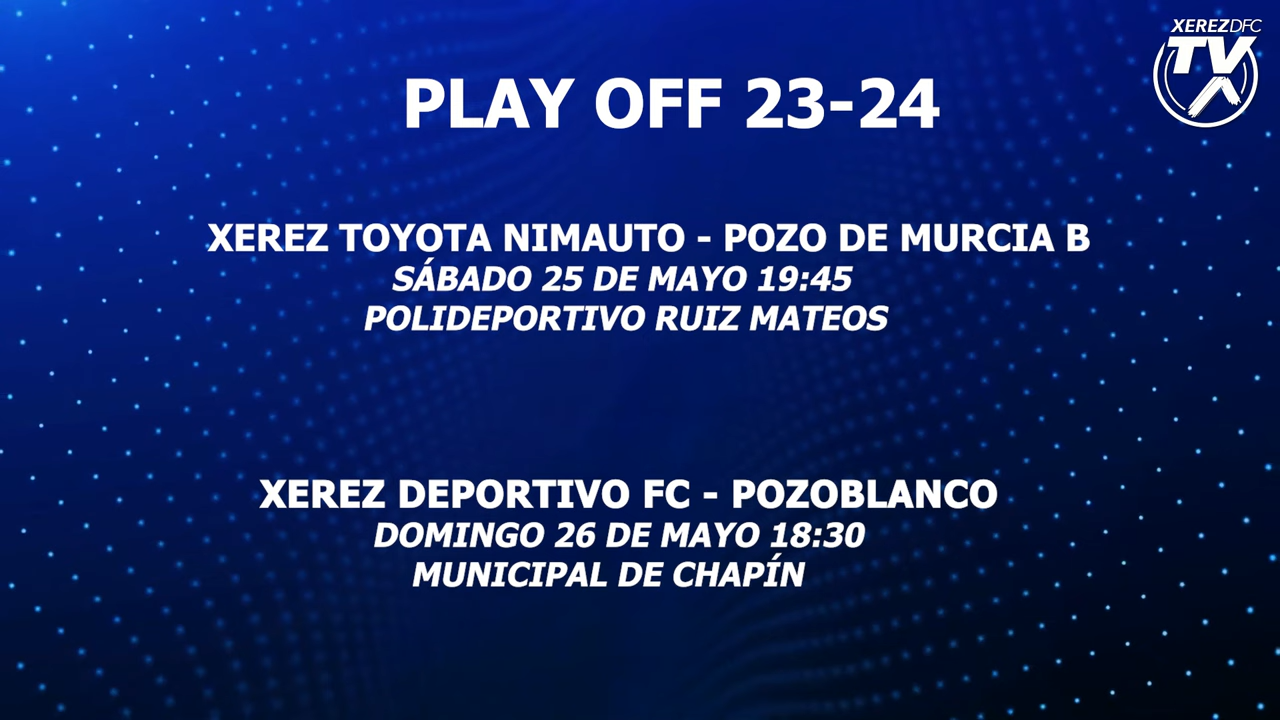 XEREZDFC
TVX
PLAY OFF 23-24
XEREZ TOYOTA NIMAUTO - POZO DE MURCIA B
SÁBADO 25 DE MAYO 19:45
POLIDEPORTIVO RUIZ MATEOS
XEREZ DEPORTIVO FC - POZOBLANCO
DOMINGO 26 DE MAYO 18:30
MUNICIPAL DE CHAPÍN